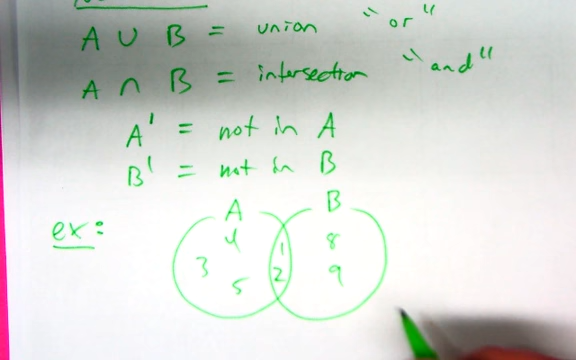 A ∪ B = union "or"
A ∩ B = intersection "and"
A' = not in A
B' = not in B
ex:
A B
4 1 8
3 2 9
5